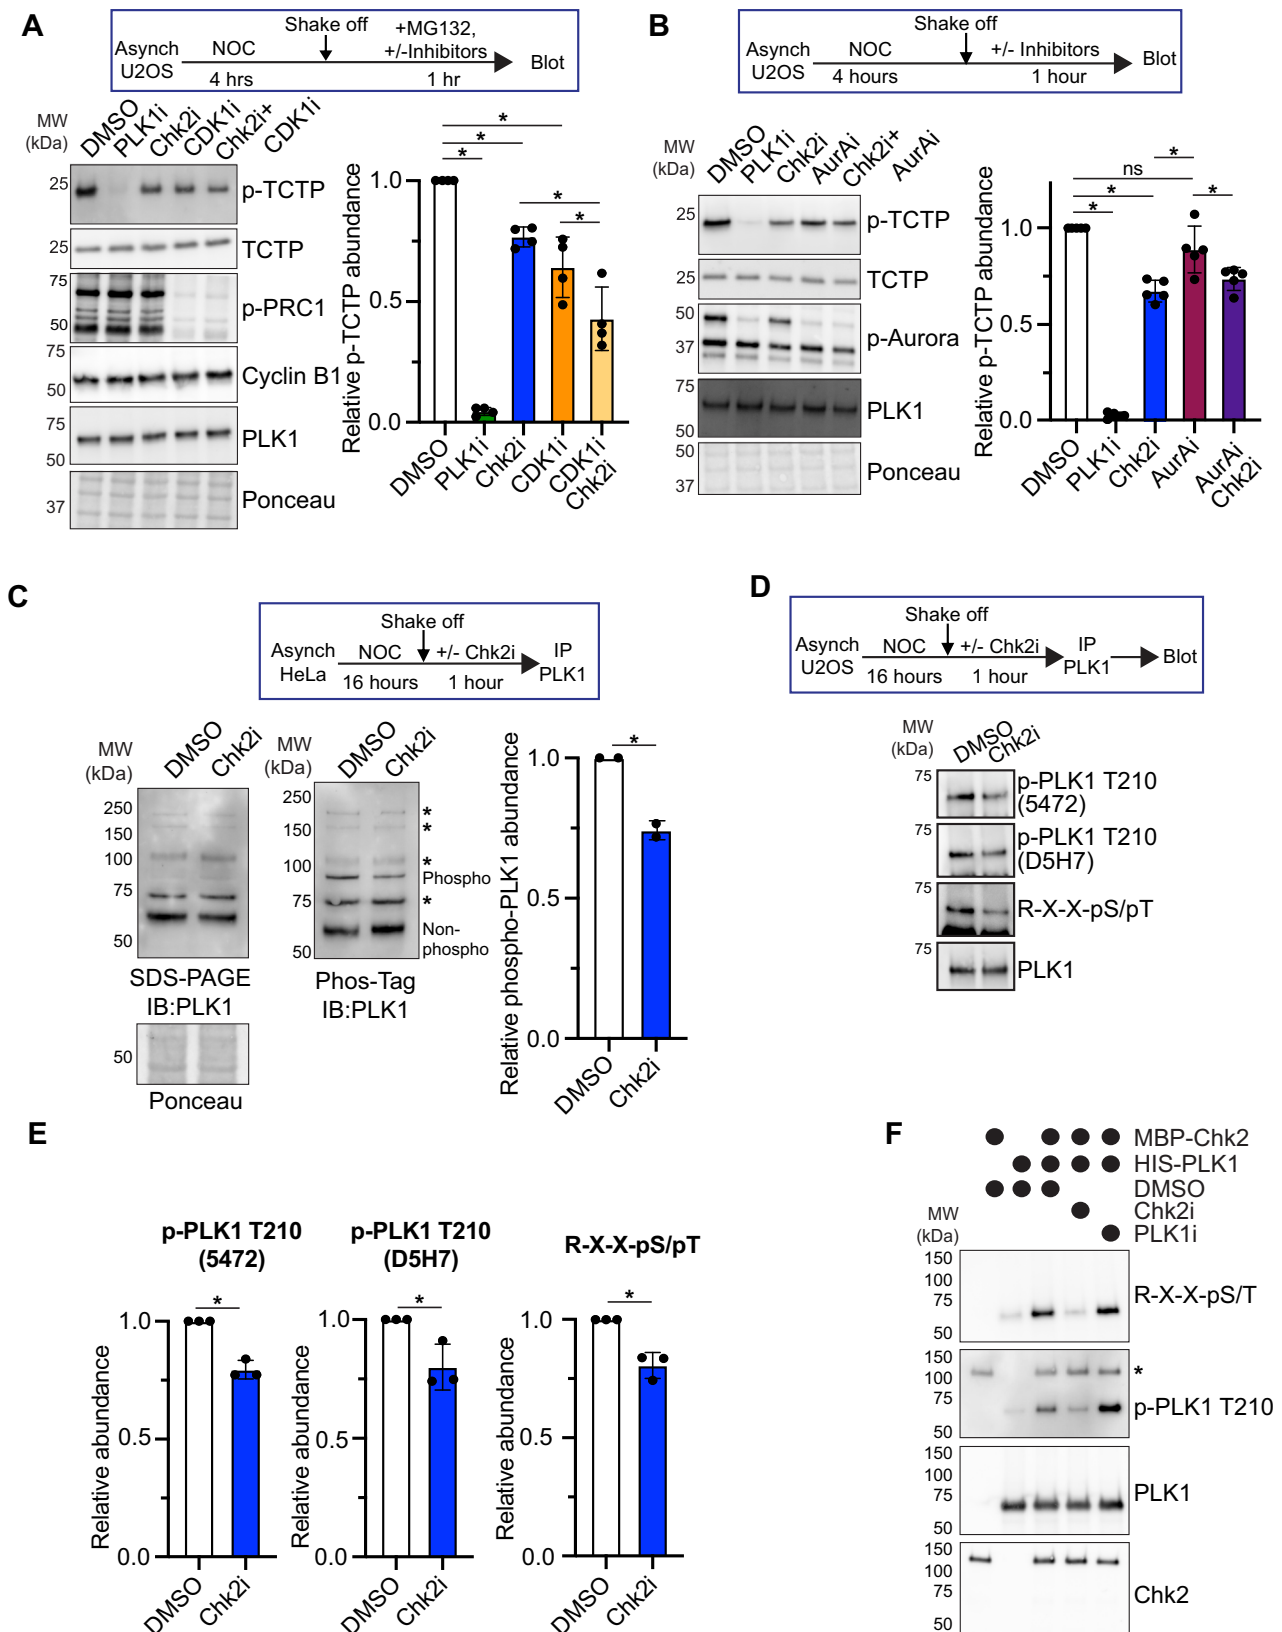 A
Asynch
U2OS
NOC
4 hrs
Shake off
+MG132,
+/-Inhibitors
1 hr
Blot
MW
(kDa)
DMSO
PLK1i
Chk2i
CDK1i
Chk2i+
CDK1i
25
p-TCTP
25
TCTP
75
50
p-PRC1
75
50
Cyclin B1
75
50
PLK1
37
Ponceau
Relative p-TCTP abundance
1.0
0.5
0.0
*
*
*
*
*
DMSO
PLK1i
Chk2i
CDK1i
CDK1i
Chk2i
B
Asynch
U2OS
NOC
4 hours
Shake off
+/- Inhibitors
1 hour
Blot
MW
(kDa)
DMSO
PLK1i
Chk2i
AurAi
Chk2i+
AurAi
25
p-TCTP
25
TCTP
50
37
p-Aurora
75
50
PLK1
50
37
Ponceau
Relative p-TCTP abundance
1.0
0.5
0.0
*
ns
*
*
*
DMSO
PLK1i
Chk2i
AurAi
AurAi
Chk2i
C
Asynch
HeLa
NOC
16 hours
Shake off
+/- Chk2i
1 hour
IP
PLK1
MW
(kDa)
DMSO
Chk2i
250
150
100
75
50
SDS-PAGE
IB:PLK1
50
Ponceau
MW
(kDa)
DMSO
Chk2i
250
150
100
75
50
*
*
*
Phospho
*
Non-
phospho
Phos-Tag
IB:PLK1
Relative phospho-PLK1 abundance
1.0
0.5
0.0
*
DMSO
Chk2i
D
Asynch
U2OS
NOC
16 hours
Shake off
+/- Chk2i
1 hour
IP
PLK1
Blot
MW
(kDa)
DMSO
Chk2i
75
p-PLK1 T210
(5472)
75
p-PLK1 T210
(D5H7)
75
R-X-X-pS/pT
75
PLK1
E
p-PLK1 T210
(5472)
Relative abundance
1.0
0.5
0.0
*
DMSO
Chk2i
p-PLK1 T210
(D5H7)
Relative abundance
1.0
0.5
0.0
*
DMSO
Chk2i
R-X-X-pS/pT
Relative abundance
1.0
0.5
0.0
*
DMSO
Chk2i
F
MBP-Chk2
HIS-PLK1
DMSO
Chk2i
PLK1i
MW
(kDa)
150
100
75
50
R-X-X-pS/T
150
100
75
50
*
p-PLK1 T210
150
100
75
50
PLK1
150
100
75
50
Chk2